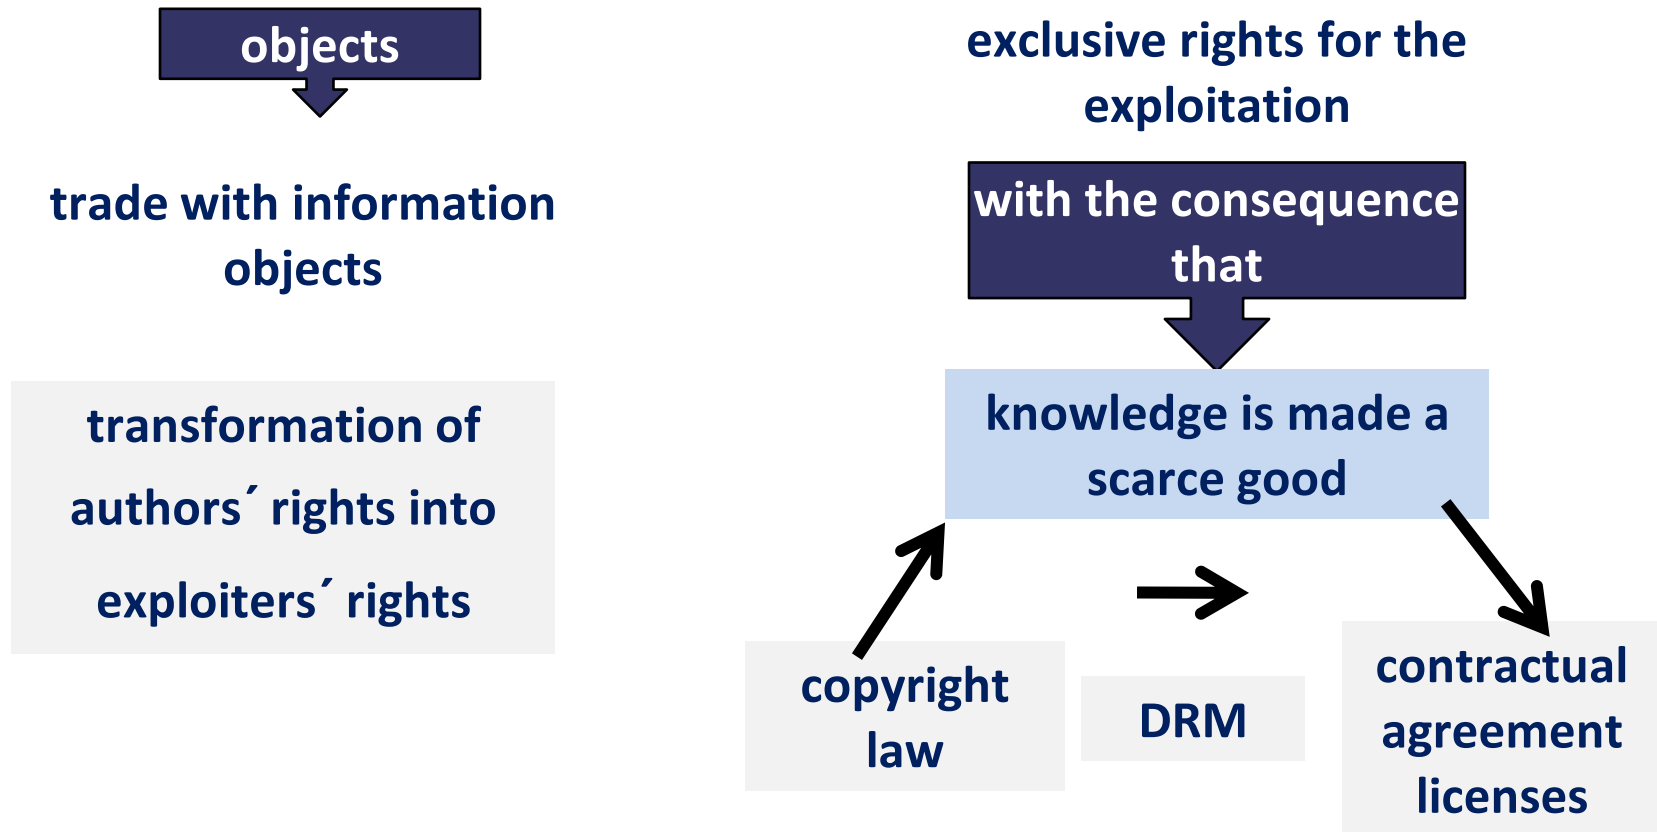 objects
trade with information
objects
transformation of
authors´ rights into
exploiters´ rights
exclusive rights for the
exploitation
with the consequence
that
knowledge is made a
scarce good
copyright
law
DRM
contractual
agreement
licenses